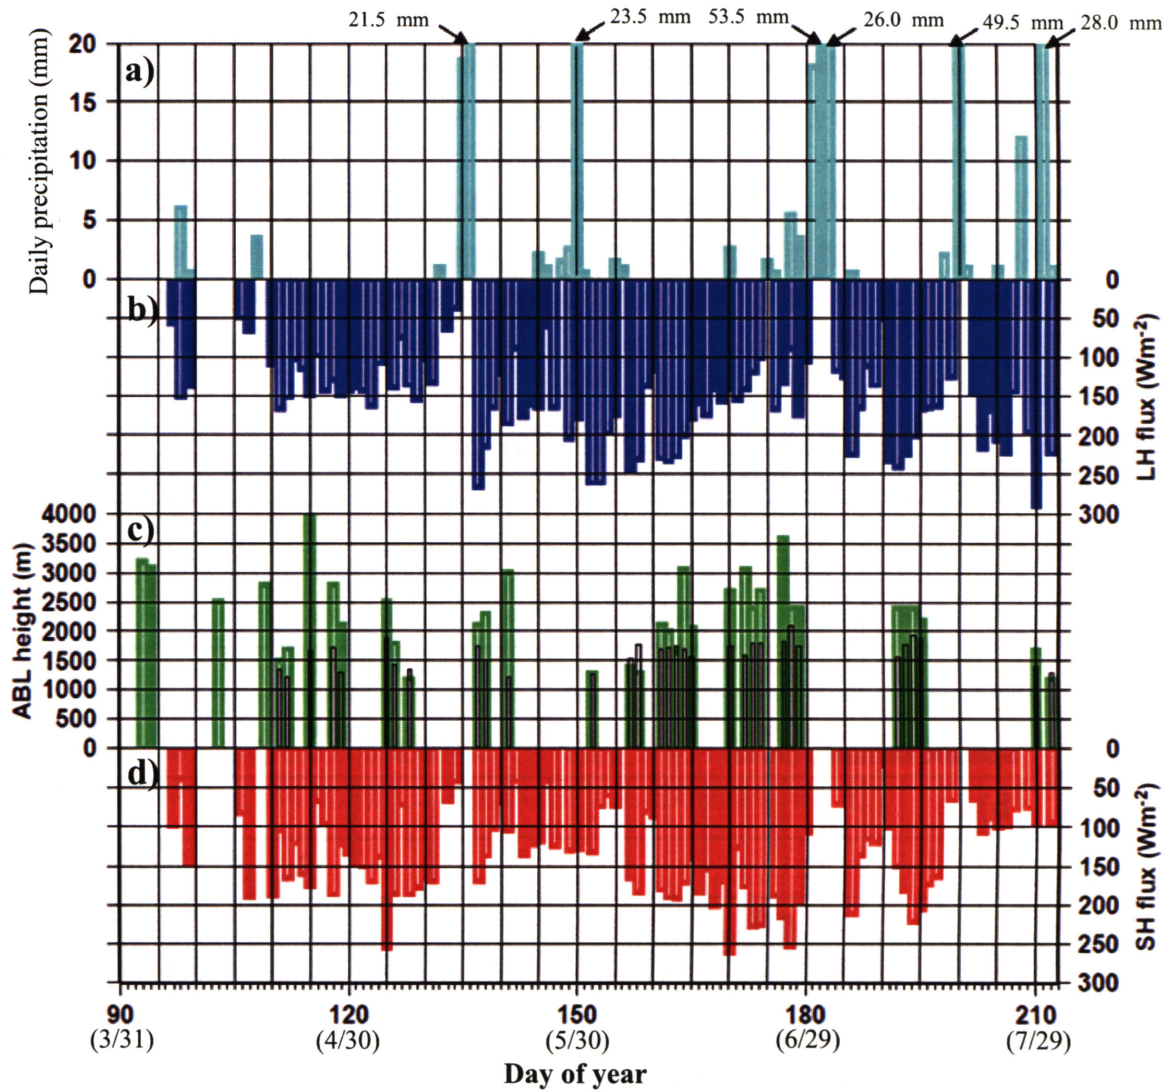 21.5 mm 23.5 mm 53.5 mm 26.0 mm 49.5 mm 28.0 mm
Daily precipitation (mm)
20
15
10
5
0
a)
b)
0
50
100
150
200
250
300
LH flux (Wm⁻²)
ABL height (m)
4000
3500
3000
2500
2000
1500
1000
500
0
c)
d)
0
50
100
150
200
250
300
SH flux (Wm⁻²)
90 120 150 180 210
(3/31) (4/30) (5/30) (6/29) (7/29)
Day of year